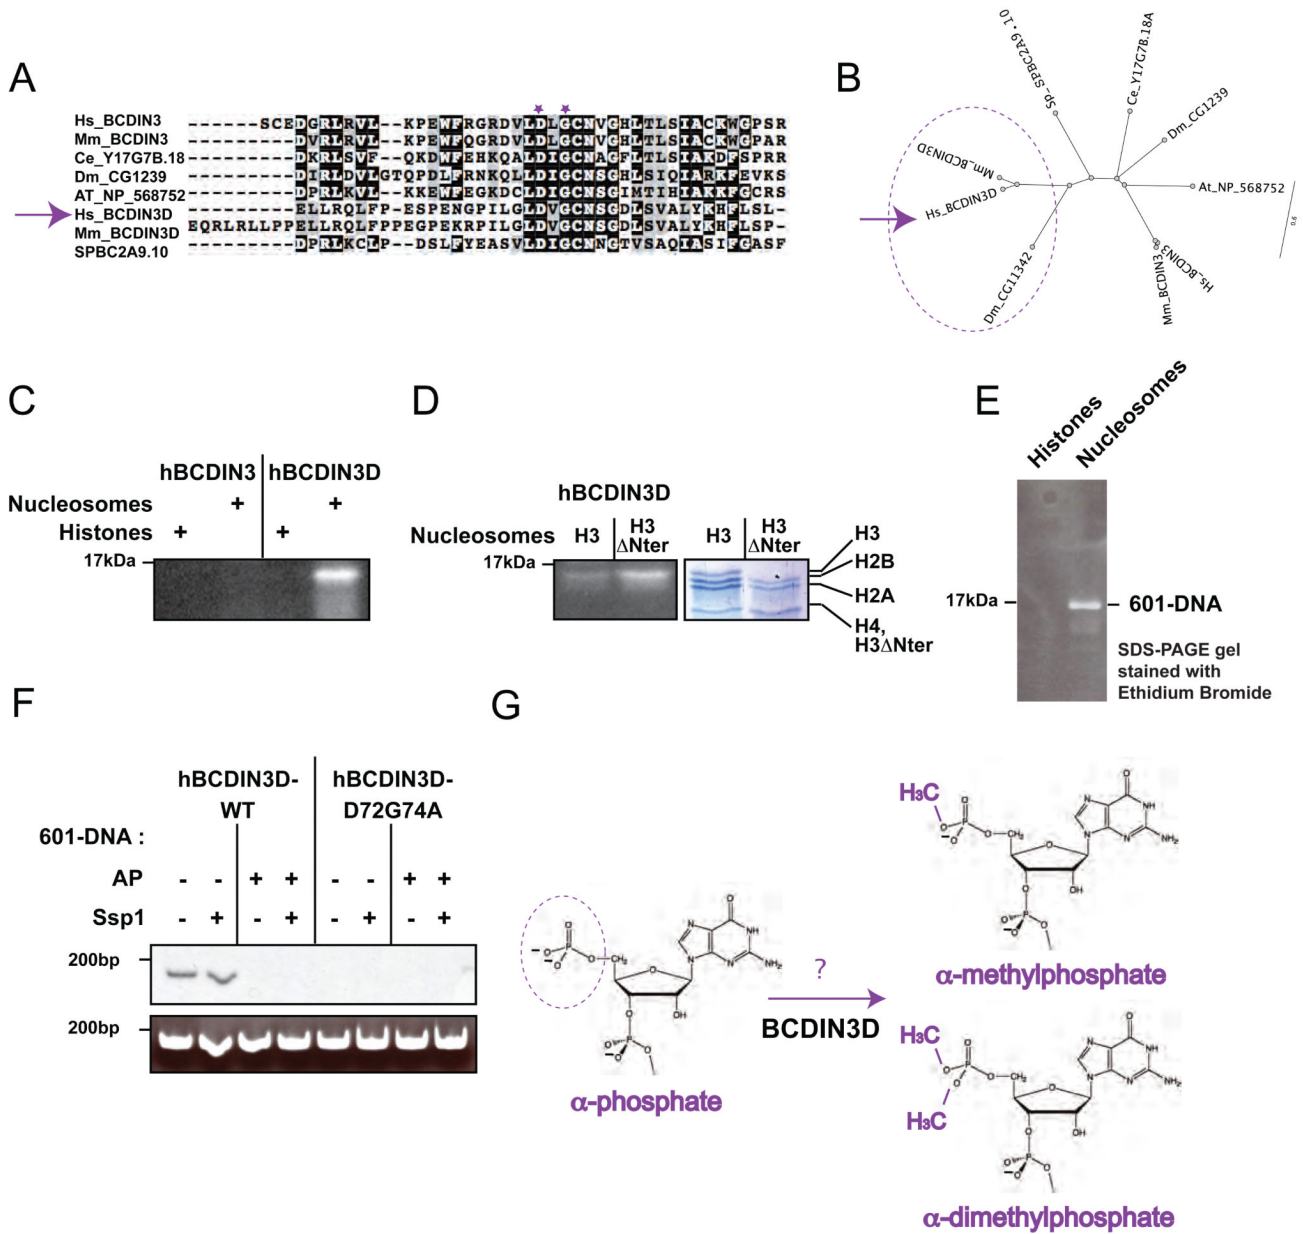 A
Hs_BCDIN3
Mm_BCDIN3
Ce_Y17G7B.18
Dm_CG1239
AT_NP_568752
Hs_BCDIN3D
Mm_BCDIN3D
SPBC2A9.10
------SCEDGRLRVL--KPEWFRGRDVLDLGCNVGHLTLSIACKWGPSR
---------DVRLRVL--KPEWFQGRDVLDLGCNVGHLTLSIACKWGPAR
---------DKRLSVF--QKDWFEHKQALDIGCNAGFLTLSIAKDFSPRR
---------DIRLDVLGTQPDLFRNKQLLDIGCNSGHLSIQIARKFEVKS
---------DPRLKVL--KKEWFEGKDCLDIGCNSGIMTIHIAKKFGCRS
---------ELLRQLFP-PESPENGPILGLDVGCNSGDLSVALYKHFLSL-
EQRLRLLPPELLRQLFPPEGPEKRPILGLDVGCNSGDLSVALYKHFLSL-
---------DPRLKCLP--DSLFYEASVLDIGCNNGTVSAQIASIFGASF
B
Sp_SPBC2A9.10
Ce_Y17G7B.18A
Dm_CG1239
At_NP_568752
Hs_BCDIN3
Mm_BCDIN3
Dm_CG11342
Hs_BCDIN3D
Mm_BCDIN3D
0.6
C
hBCDIN3 hBCDIN3D
Nucleosomes + +
Histones + +
17kDa
D
hBCDIN3D
Nucleosomes H3 H3 ΔNter H3 H3 ΔNter
17kDa
H3
H2B
H2A
H4,
H3ΔNter
E
Histones
Nucleosomes
17kDa
601-DNA
SDS-PAGE gel
stained with
Ethidium Bromide
F
hBCDIN3D- hBCDIN3D-
WT D72G74A
601-DNA :
AP - - + + - - + +
Ssp1 - + - + - + - +
200bp
200bp
G
α-phosphate
?
BCDIN3D
H3C
α-methylphosphate
H3C
H3C
α-dimethylphosphate